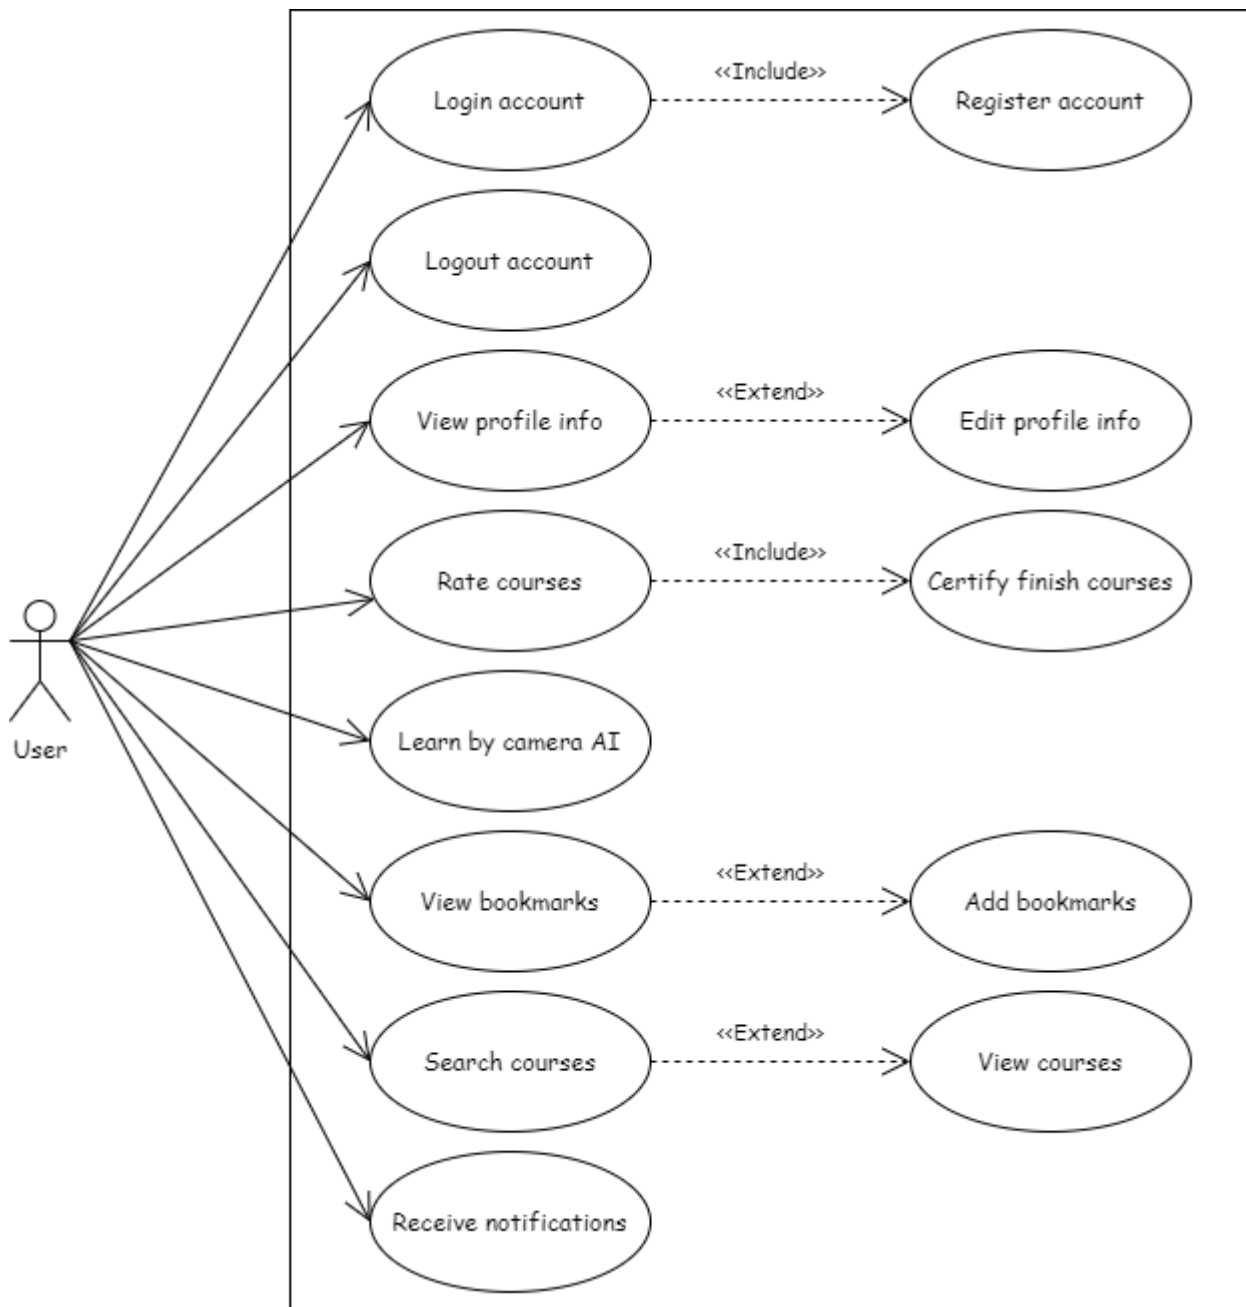 Login account
<<Include>>
Register account
Logout account
View profile info
<<Extend>>
Edit profile info
Rate courses
<<Include>>
Certify finish courses
User
Learn by camera AI
View bookmarks
<<Extend>>
Add bookmarks
Search courses
<<Extend>>
View courses
Receive notifications